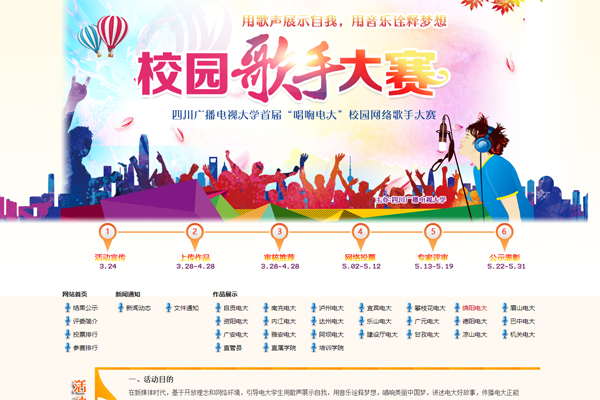 用歌声展示自我，用音乐诠释梦想
校园歌手大赛
四川广播电视大学首届“唱响电大”校园网络歌手大赛
主办:四川广播电视大学
1 2 3 4 5 6
活动宣传 上传作品 审核推荐 网络投票 专家评审 公示表彰
3.24 3.28-4.28 3.28-4.28 5.02-5.12 5.13-5.19 5.22-5.31
网站首页 新闻通知 作品展示
结果公示 新闻动态 文件通知 自贡电大 南充电大 泸州电大 宜宾电大 攀枝花电大 绵阳电大 眉山电大
评委简介 资阳电大 内江电大 达州电大 乐山电大 广元电大 德阳电大 巴中电大
投票排行 广安电大 雅安电大 阿坝电大 建设厅电大 甘孜电大 凉山电大 机关电大
参赛排行 直管县 直属学院 培训学院
活
一、活动目的
在新媒体时代，基于开放理念和网络环境，引导电大学生用歌声展示自我，用音乐诠释梦想，唱响美丽中国梦，讲述电大好故事，传播电大正能